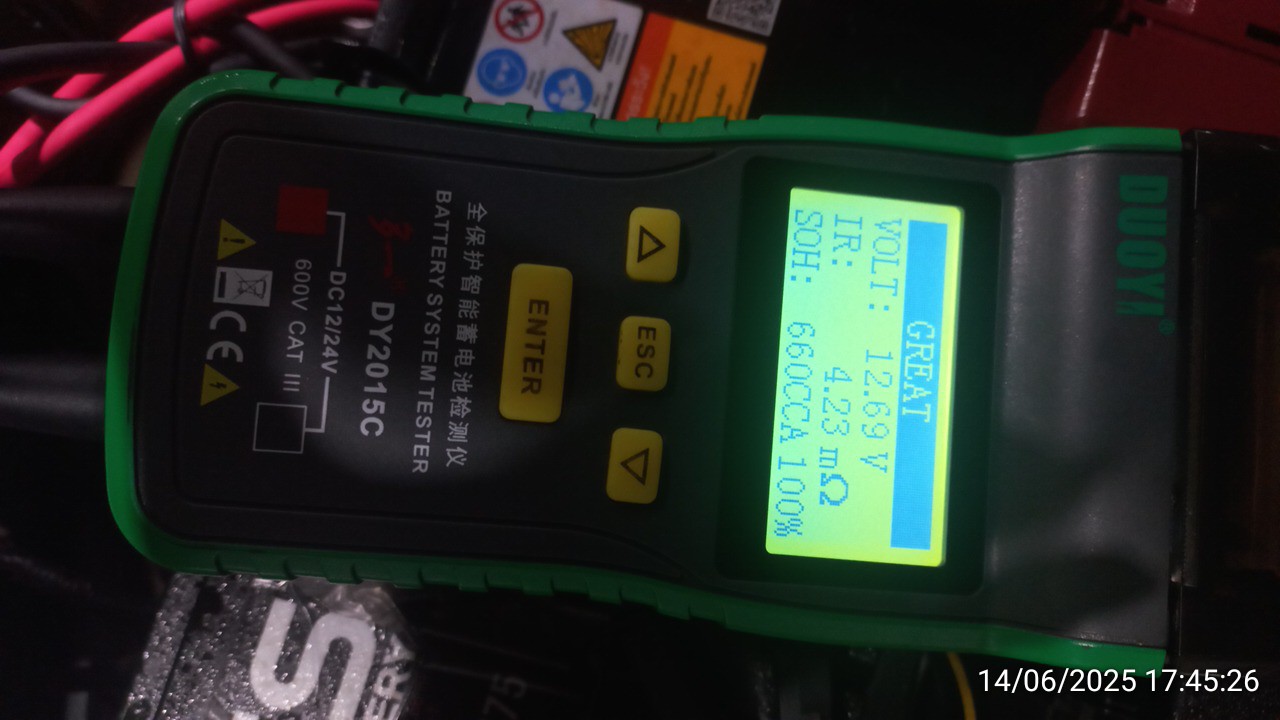 DUOYI®
GREAT
VOLT: 12.69 V
IR: 4.23 mΩ
SOH: 660CCA 100%
ESC
ENTER
全保护智能蓄电池检测仪
BATTERY SYSTEM TESTER
DY2015C
DC12/24V
600V CAT III
CE
S
ER
75
14/06/2025 17:45:26